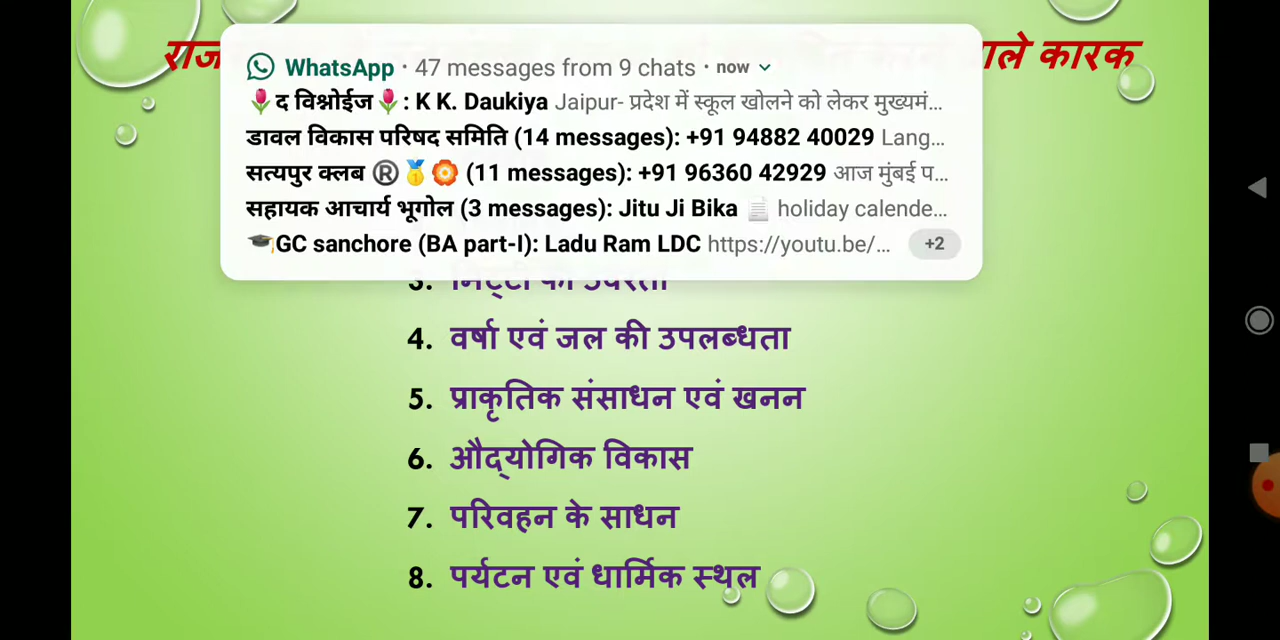 राज ाले कारक
WhatsApp · 47 messages from 9 chats · now
🌷द विश्नोईज🌷: K K. Daukiya Jaipur- प्रदेश में स्कूल खोलने को लेकर मुख्यमं...
डावल विकास परिषद समिति (14 messages): +91 94882 40029 Lang...
सत्यपुर क्लब ®️🥇🏵️ (11 messages): +91 96360 42929 आज मुंबई प...
सहायक आचार्य भूगोल (3 messages): Jitu Ji Bika 📄 holiday calende...
🎓GC sanchore (BA part-I): Ladu Ram LDC https://youtu.be/... +2
3. मिट्टी की उर्वरता
4. वर्षा एवं जल की उपलब्धता
5. प्राकृतिक संसाधन एवं खनन
6. औद्योगिक विकास
7. परिवहन के साधन
8. पर्यटन एवं धार्मिक स्थल